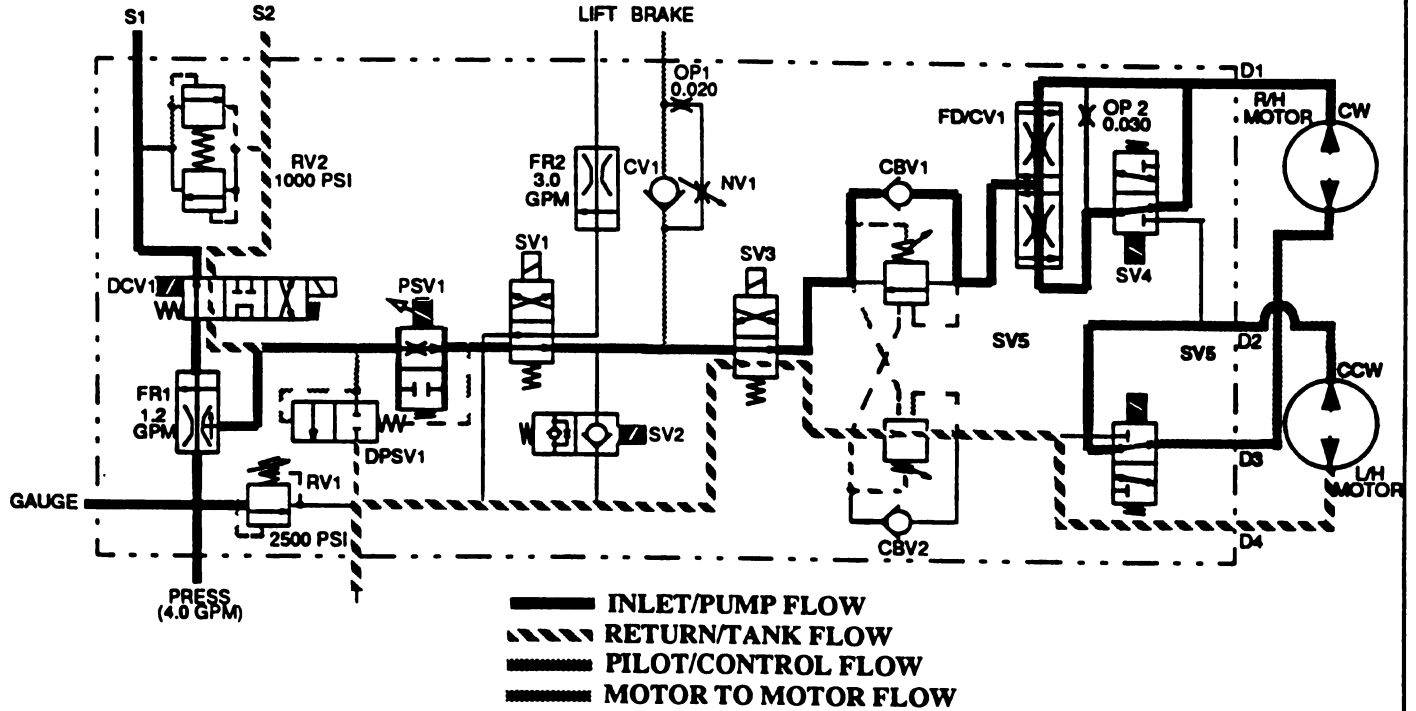 S1
S2
LIFT BRAKE
OP1
0.020
D1
R/H
MOTOR
CW
FD/CV1
OP 2
0.030
RV2
1000 PSI
FR2
3.0
GPM
CV1
NV1
CBV1
SV1
SV3
SV4
DCV1
PSV1
SV5
SV5
D2
CCW
FR1
1.2
GPM
DPSV1
SV2
D3
L/H
MOTOR
RV1
GAUGE
2500 PSI
CBV2
D4
PRESS
(4.0 GPM)
INLET/PUMP FLOW
RETURN/TANK FLOW
PILOT/CONTROL FLOW
MOTOR TO MOTOR FLOW